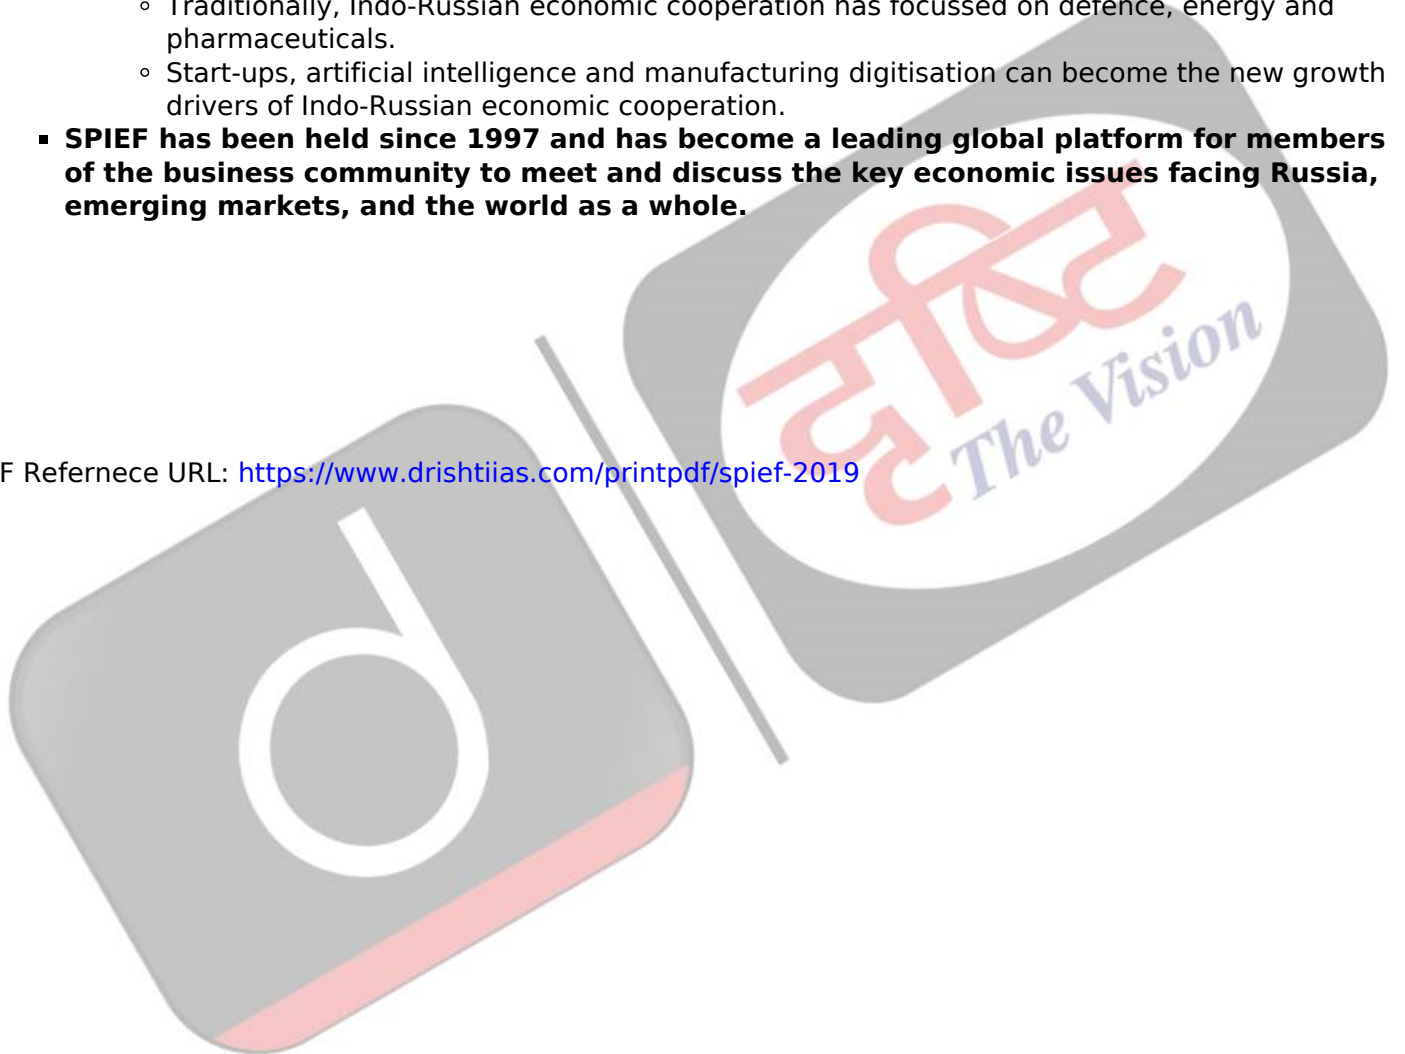 Traditionally, Indo-Russian economic cooperation has focussed on defence, energy and
pharmaceuticals.
Start-ups, artificial intelligence and manufacturing digitisation can become the new growth
drivers of Indo-Russian economic cooperation.
SPIEF has been held since 1997 and has become a leading global platform for members
of the business community to meet and discuss the key economic issues facing Russia,
emerging markets, and the world as a whole.
दृष्टि
The Vision
F Refernece URL: https://www.drishtiias.com/printpdf/spief-2019
d